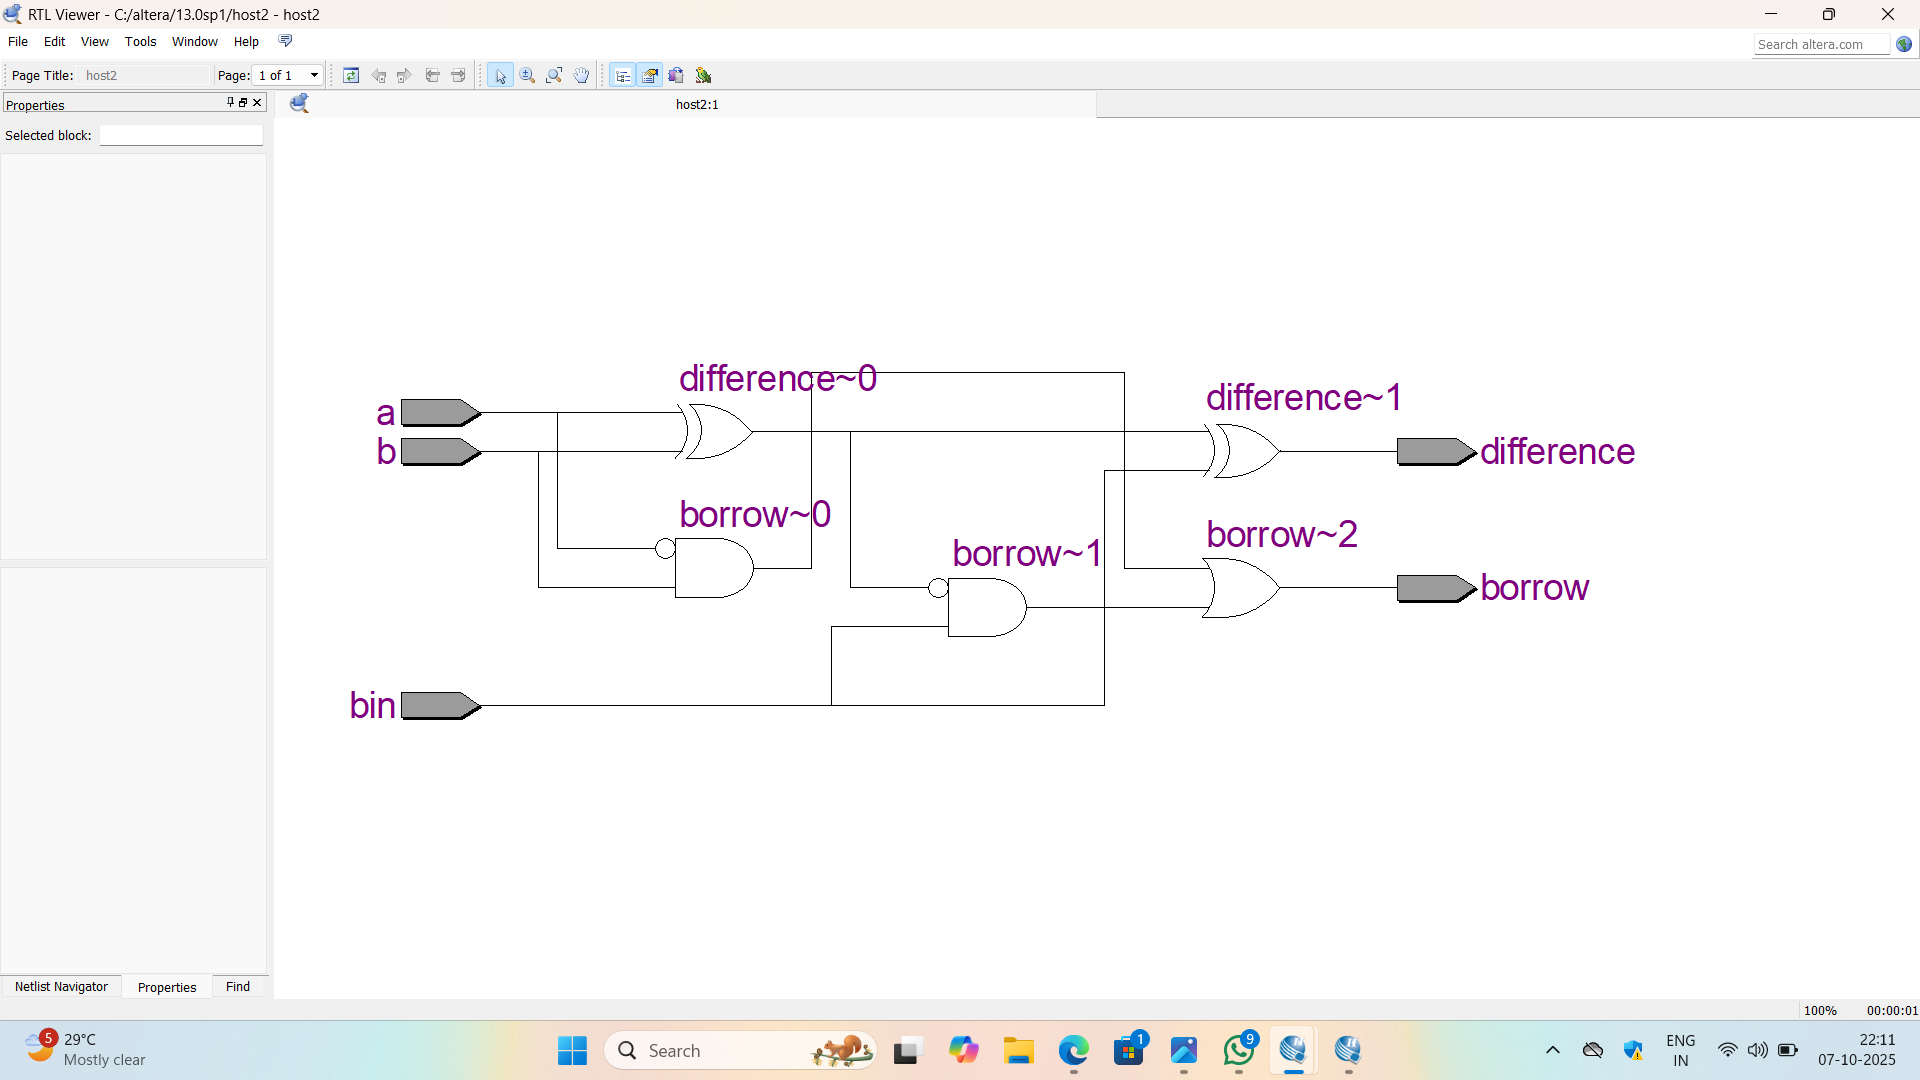 RTL Viewer - C:/altera/13.0sp1/host2 - host2
File Edit View Tools Window Help
Search altera.com
Page Title: host2 Page: 1 of 1
Properties
host2:1
Selected block:
difference~0
difference~1
a
b
difference
borrow~0
borrow~2
borrow~1
borrow
bin
Netlist Navigator Properties Find
100% 00:00:01
5
29°C
Mostly clear
Search
1
9
ENG
IN
22:11
07-10-2025